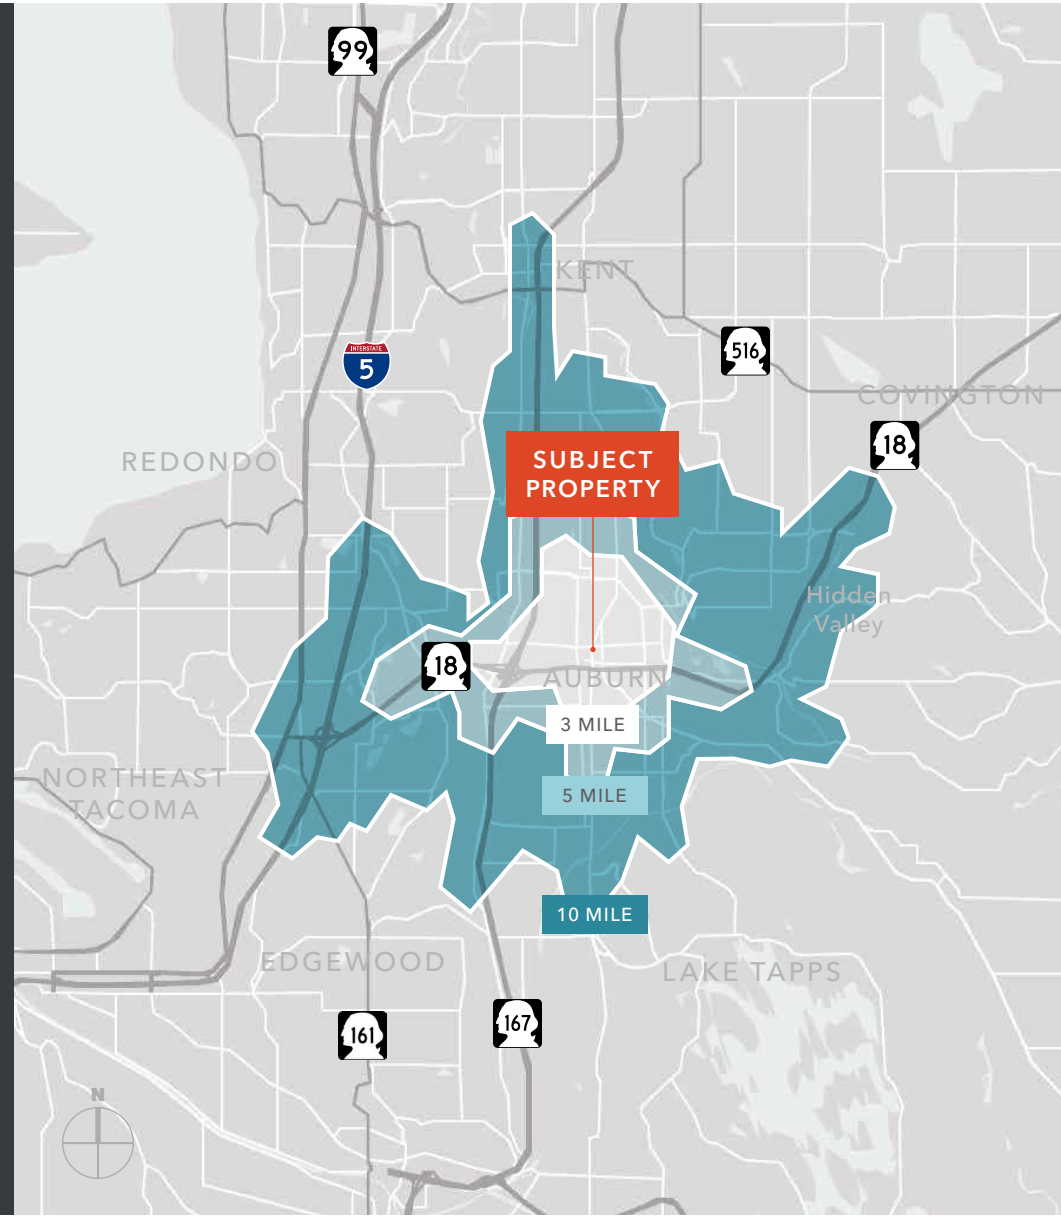 99
KENT
516
INTERSTATE
5
COVINGTON
18
REDONDO
SUBJECT
PROPERTY
Hidden
Valley
18
AUBURN
3 MILE
NORTHEAST
TACOMA
5 MILE
10 MILE
EDGEWOOD
LAKE TAPPS
167
161
N